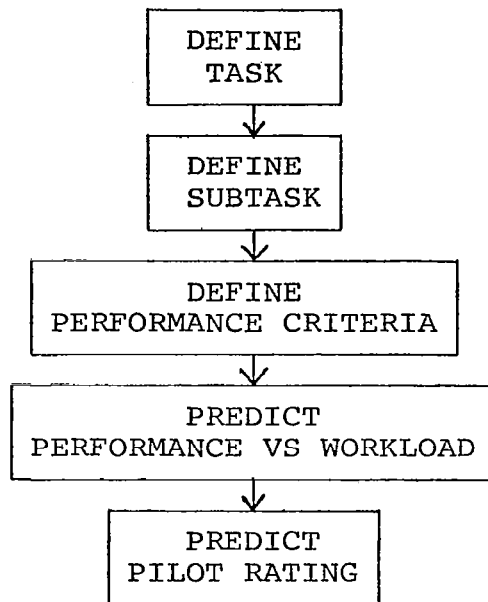 DEFINE
TASK
DEFINE
SUBTASK
DEFINE
PERFORMANCE CRITERIA
PREDICT
PERFORMANCE VS WORKLOAD
PREDICT
PILOT RATING